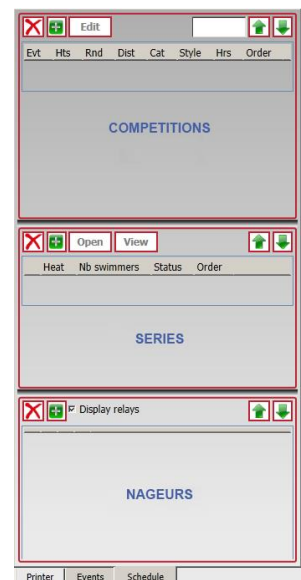 Edit
Evt Hts Rnd Dist Cat Style Hrs Order
COMPETITIONS
Open View
Heat Nb swimmers Status Order
SERIES
Display relays
NAGEURS
Printer Events Schedule